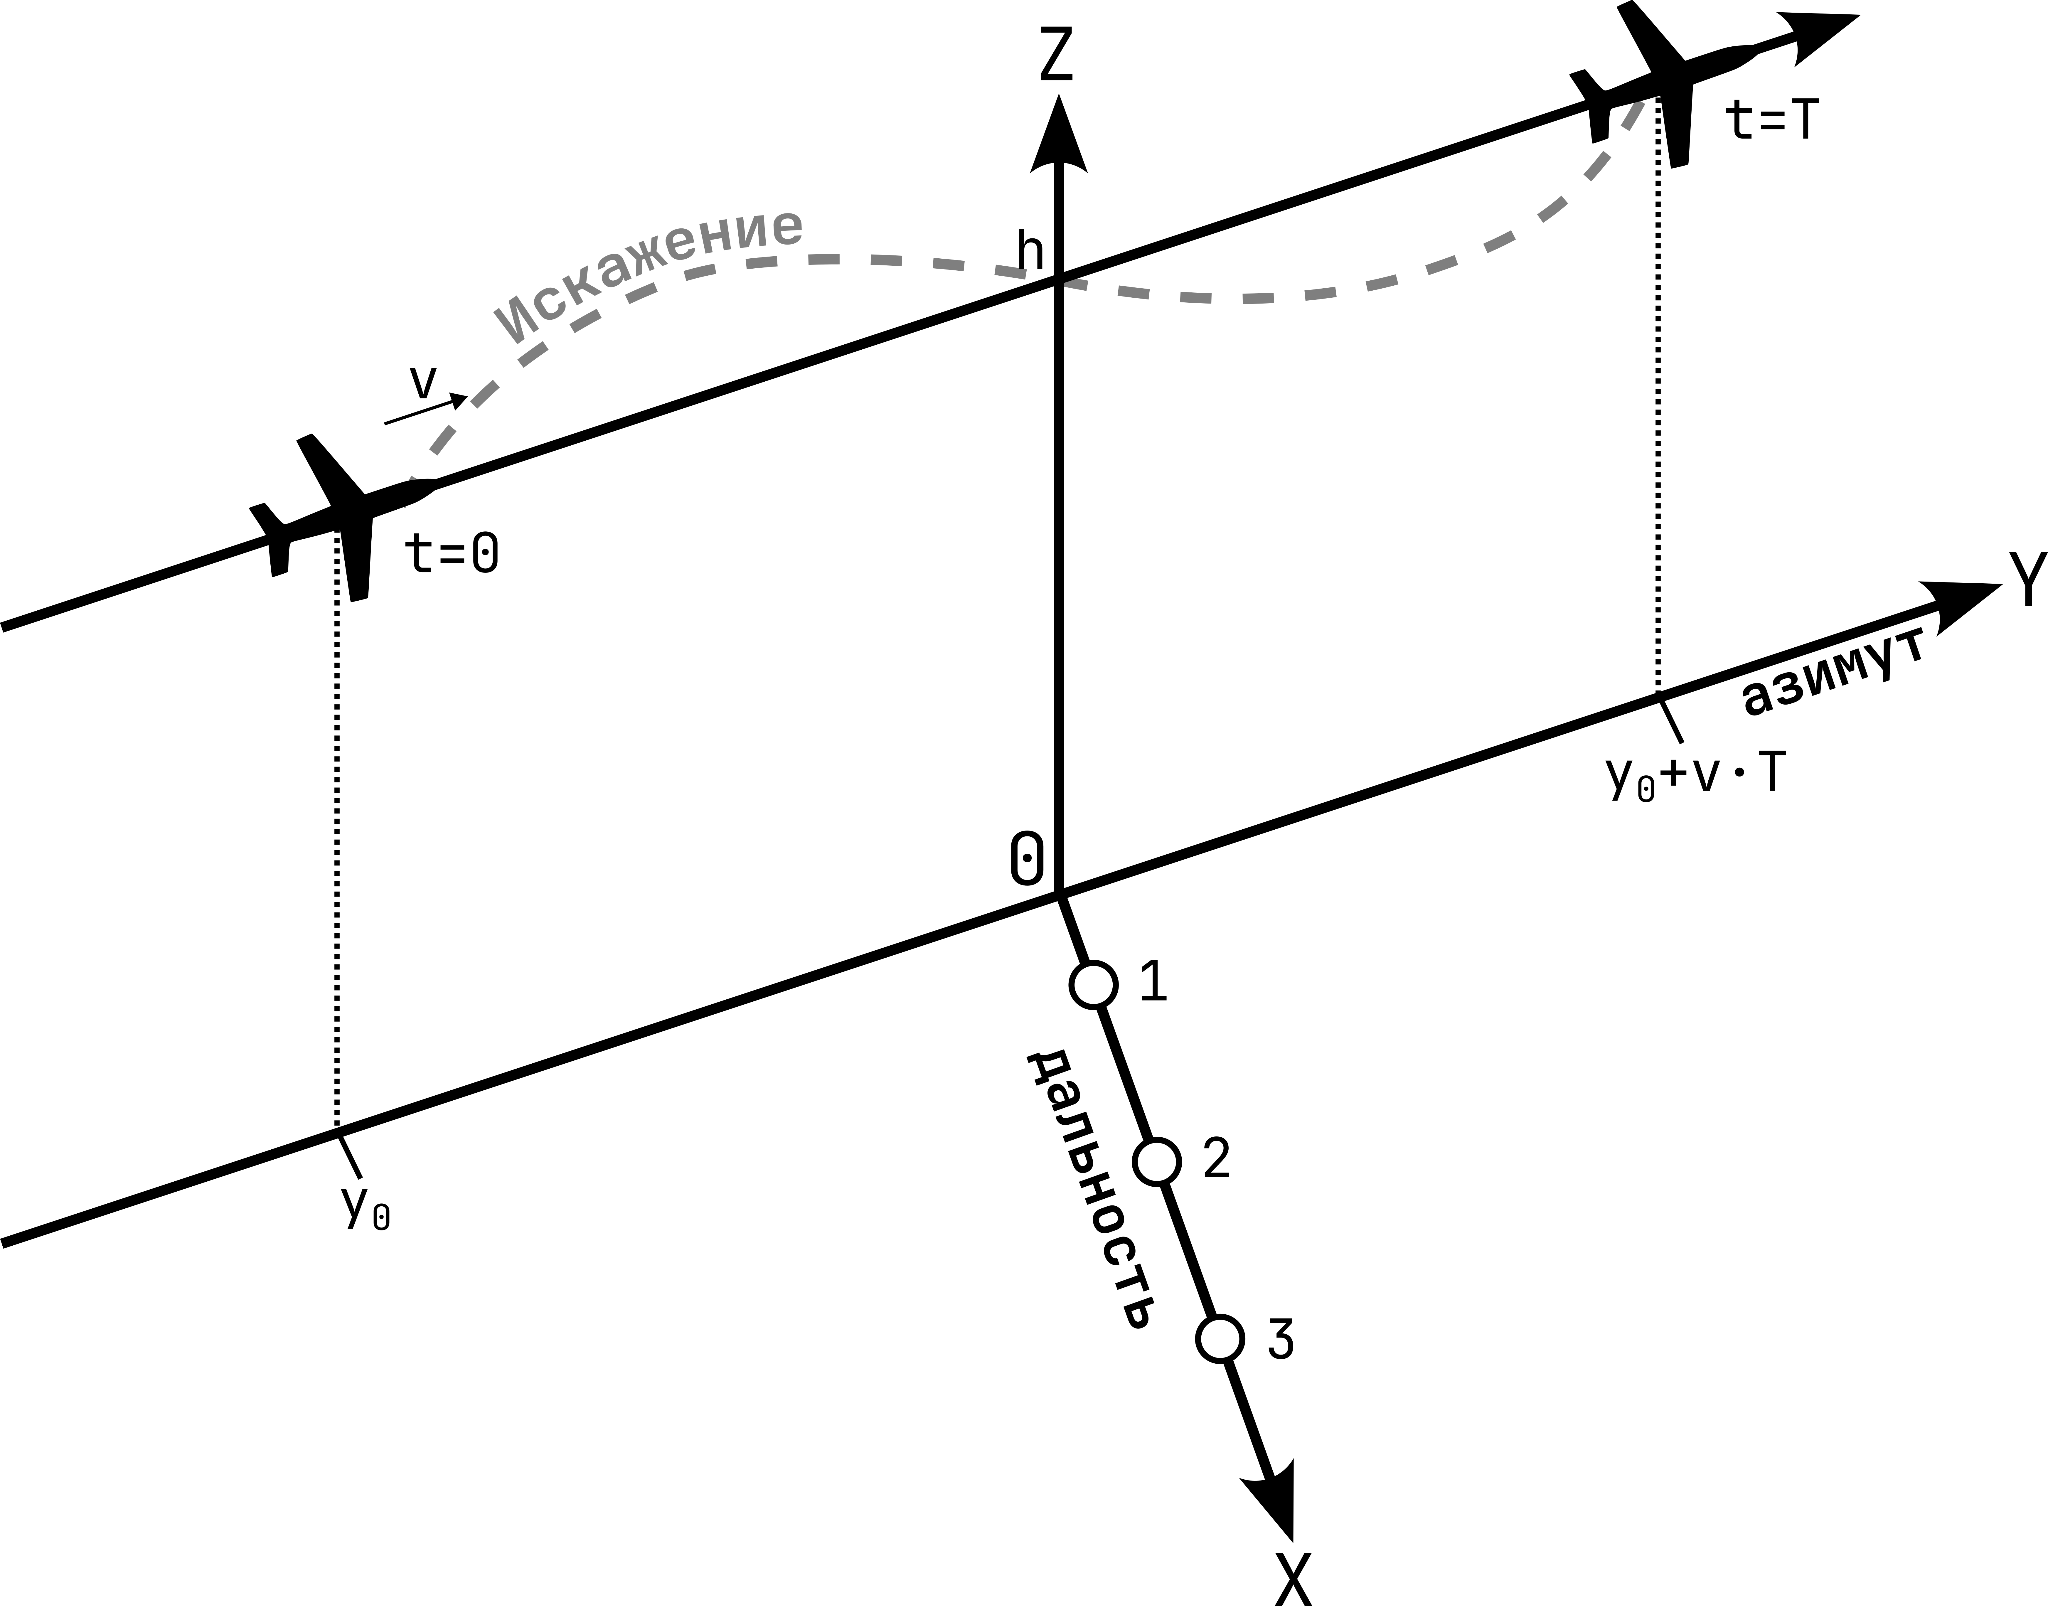 Z
t=T
h
Искажение
v
t=0
Y
азимут
y₀+v·T
0
1
y₀
2
дальность
3
X